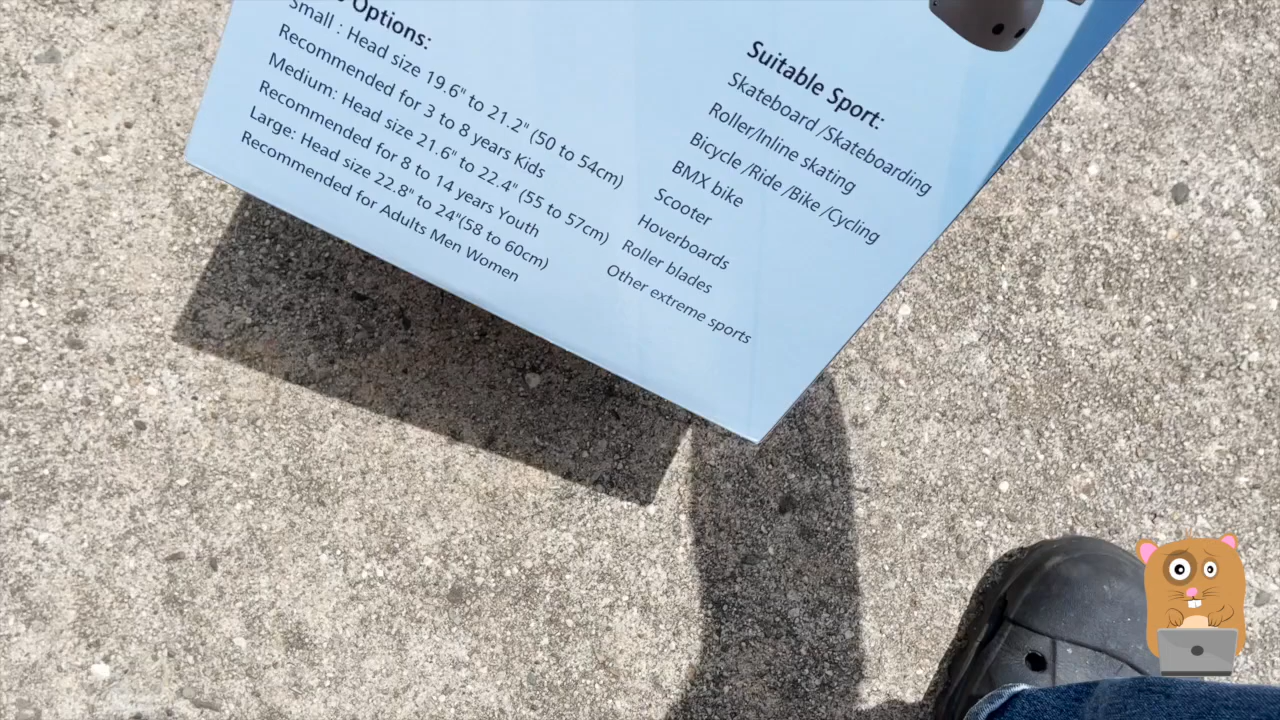 Options:
Small : Head size 19.6" to 21.2" (50 to 54cm)
Recommended for 3 to 8 years Kids
Medium: Head size 21.6" to 22.4" (55 to 57cm)
Recommended for 8 to 14 years Youth
Large: Head size 22.8" to 24"(58 to 60cm)
Recommended for Adults Men Women
Suitable Sport:
Skateboard /Skateboarding
Roller/Inline skating
Bicycle /Ride /Bike /Cycling
BMX bike
Scooter
Hoverboards
Roller blades
Other extreme sports